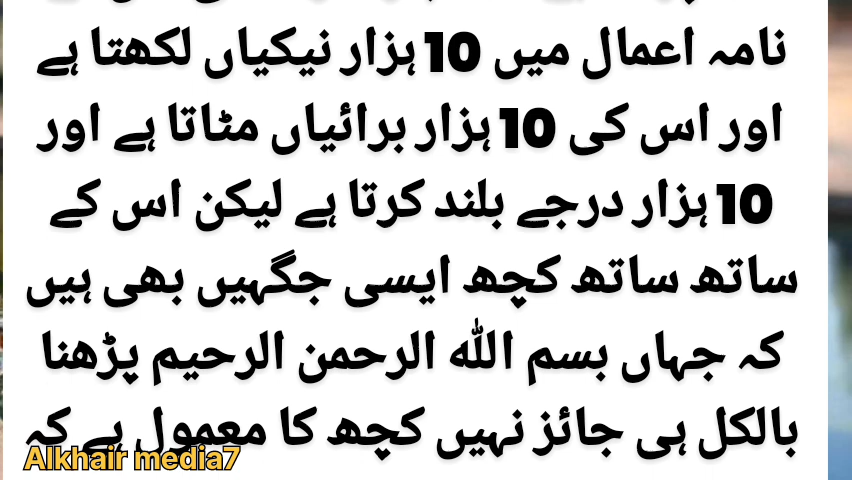 نامہ اعمال میں 10 ہزار نیکیاں لکھتا ہے
اور اس کی 10 ہزار برائیاں مٹاتا ہے اور
10 ہزار درجے بلند کرتا ہے لیکن اس کے
ساتھ ساتھ کچھ ایسی جگہیں بھی ہیں
کہ جہاں بسم اللہ الرحمن الرحیم پڑھنا
بالکل ہی جائز نہیں کچھ کا معمول ہے کہ
Alkhair media7